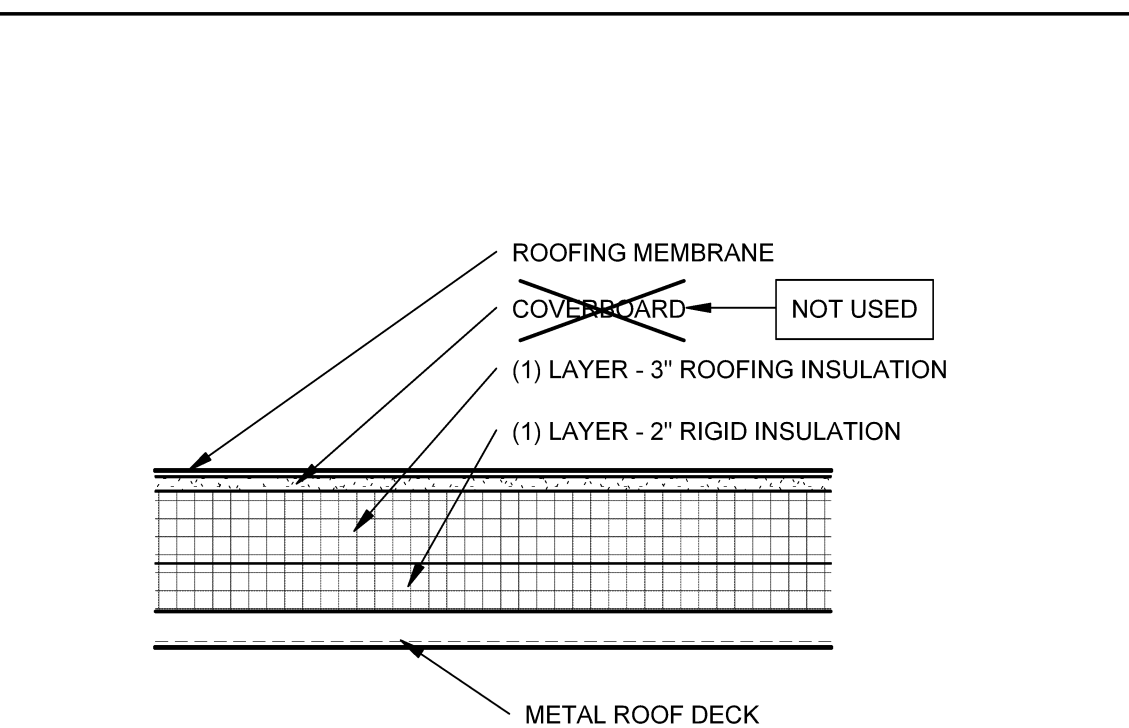 ROOFING MEMBRANE
COVERBOARD
NOT USED
(1) LAYER - 3" ROOFING INSULATION
(1) LAYER - 2" RIGID INSULATION
METAL ROOF DECK